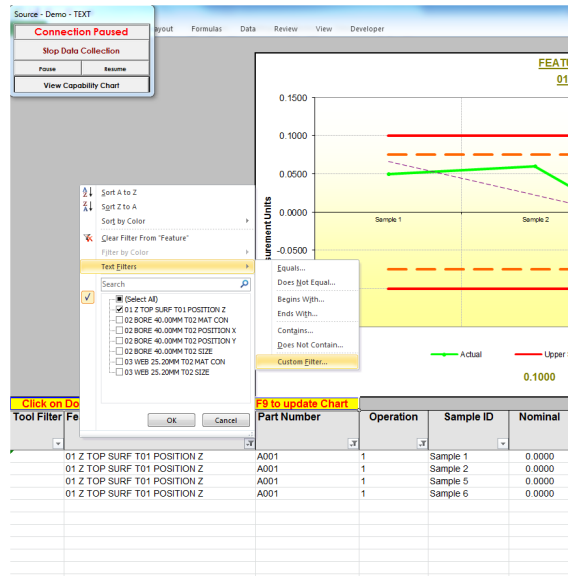 Source - Demo - TEXT
Connection Paused
Stop Data Collection
Pause Resume
View Capability Chart
ayout Formulas Data Review View Developer
FEATU
01
0.1500
0.1000
0.0500
0.0000
-0.0500
surement Units
Sample 1 Sample 2
Actual Upper
0.1000
Sort A to Z
Sort Z to A
Sort by Color
Clear Filter From "Feature"
Filter by Color
Text Filters
Search
(Select All)
01 Z TOP SURF T01 POSITION Z
02 BORE 40.00MM T02 MAT CON
02 BORE 40.00MM T02 POSITION X
02 BORE 40.00MM T02 POSITION Y
02 BORE 40.00MM T02 SIZE
03 WEB 25.20MM T02 MAT CON
03 WEB 25.20MM T02 SIZE
OK Cancel
Equals...
Does Not Equal...
Begins With...
Ends With...
Contains...
Does Not Contain...
Custom Filter...
Click on Do F9 to update Chart
Tool Filter Fe Part Number Operation Sample ID Nominal
01 Z TOP SURF T01 POSITION Z A001 1 Sample 1 0.0000
01 Z TOP SURF T01 POSITION Z A001 1 Sample 2 0.0000
01 Z TOP SURF T01 POSITION Z A001 1 Sample 5 0.0000
01 Z TOP SURF T01 POSITION Z A001 1 Sample 6 0.0000